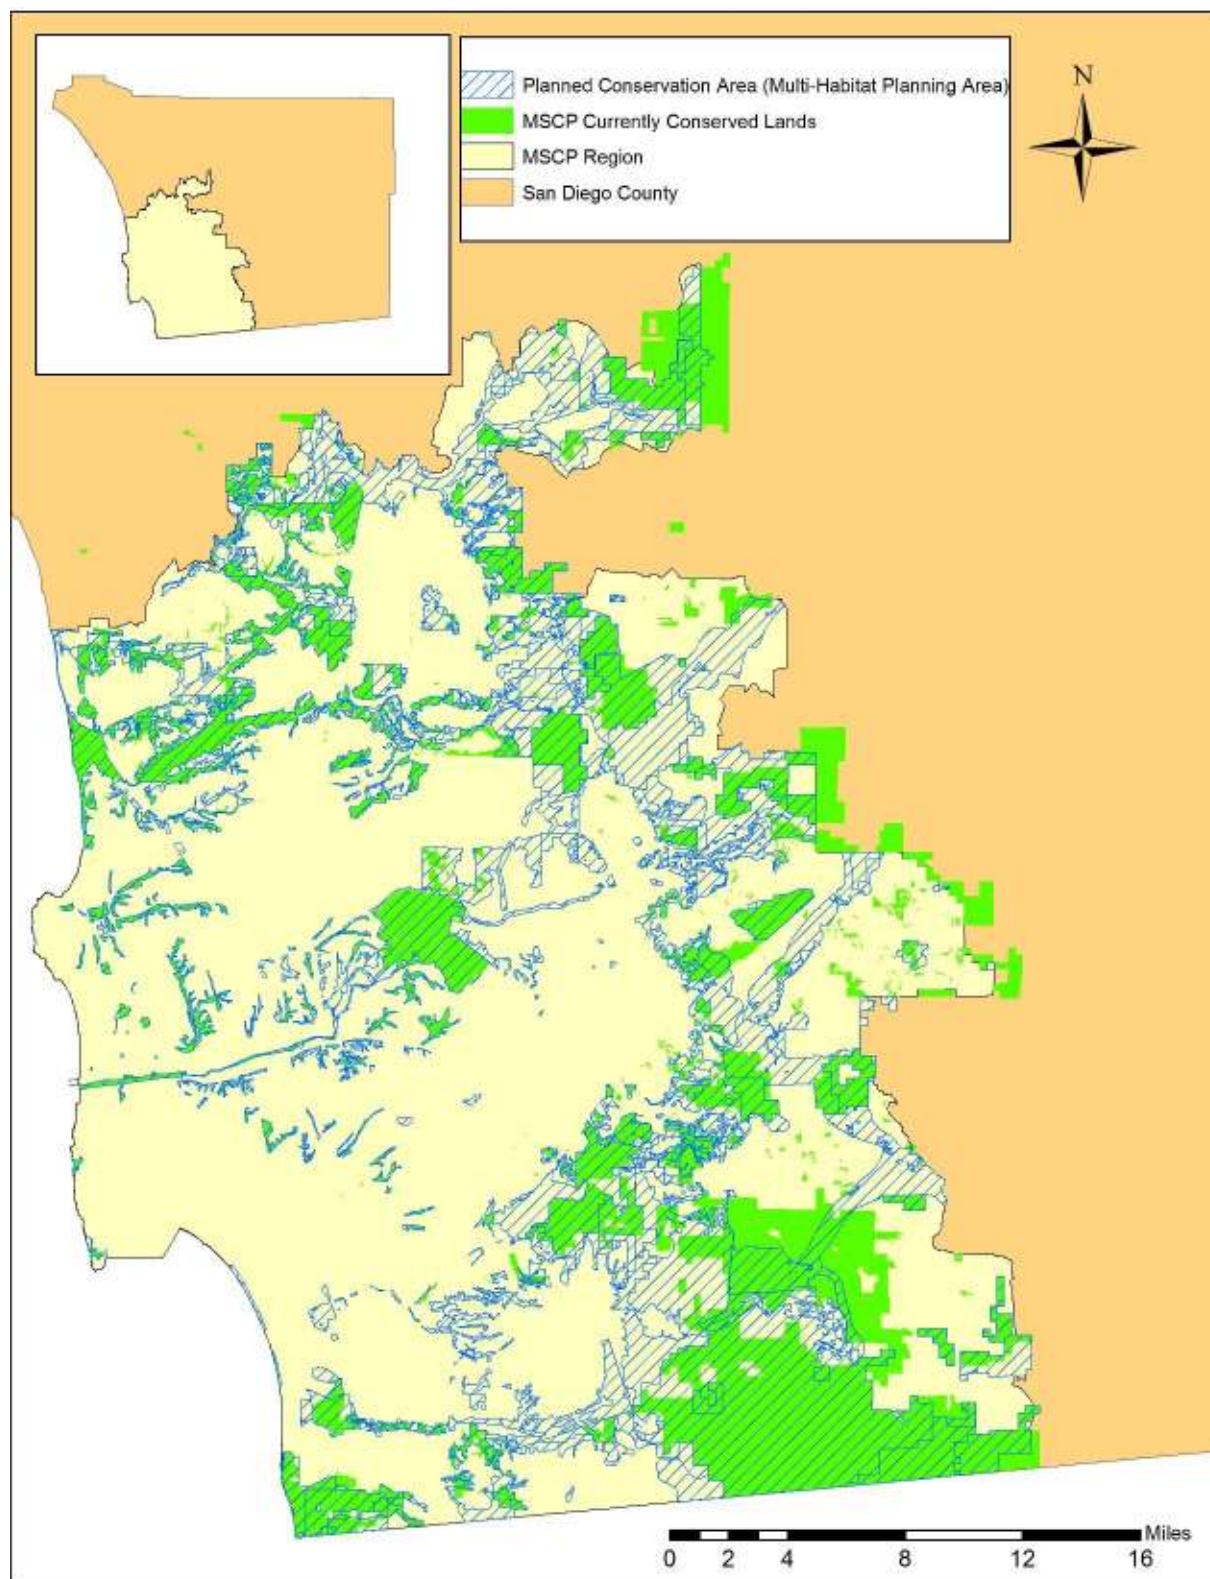 Planned Conservation Area (Multi-Habitat Planning Area)
MSCP Currently Conserved Lands
MSCP Region
San Diego County
N
Miles
0 2 4 8 12 16